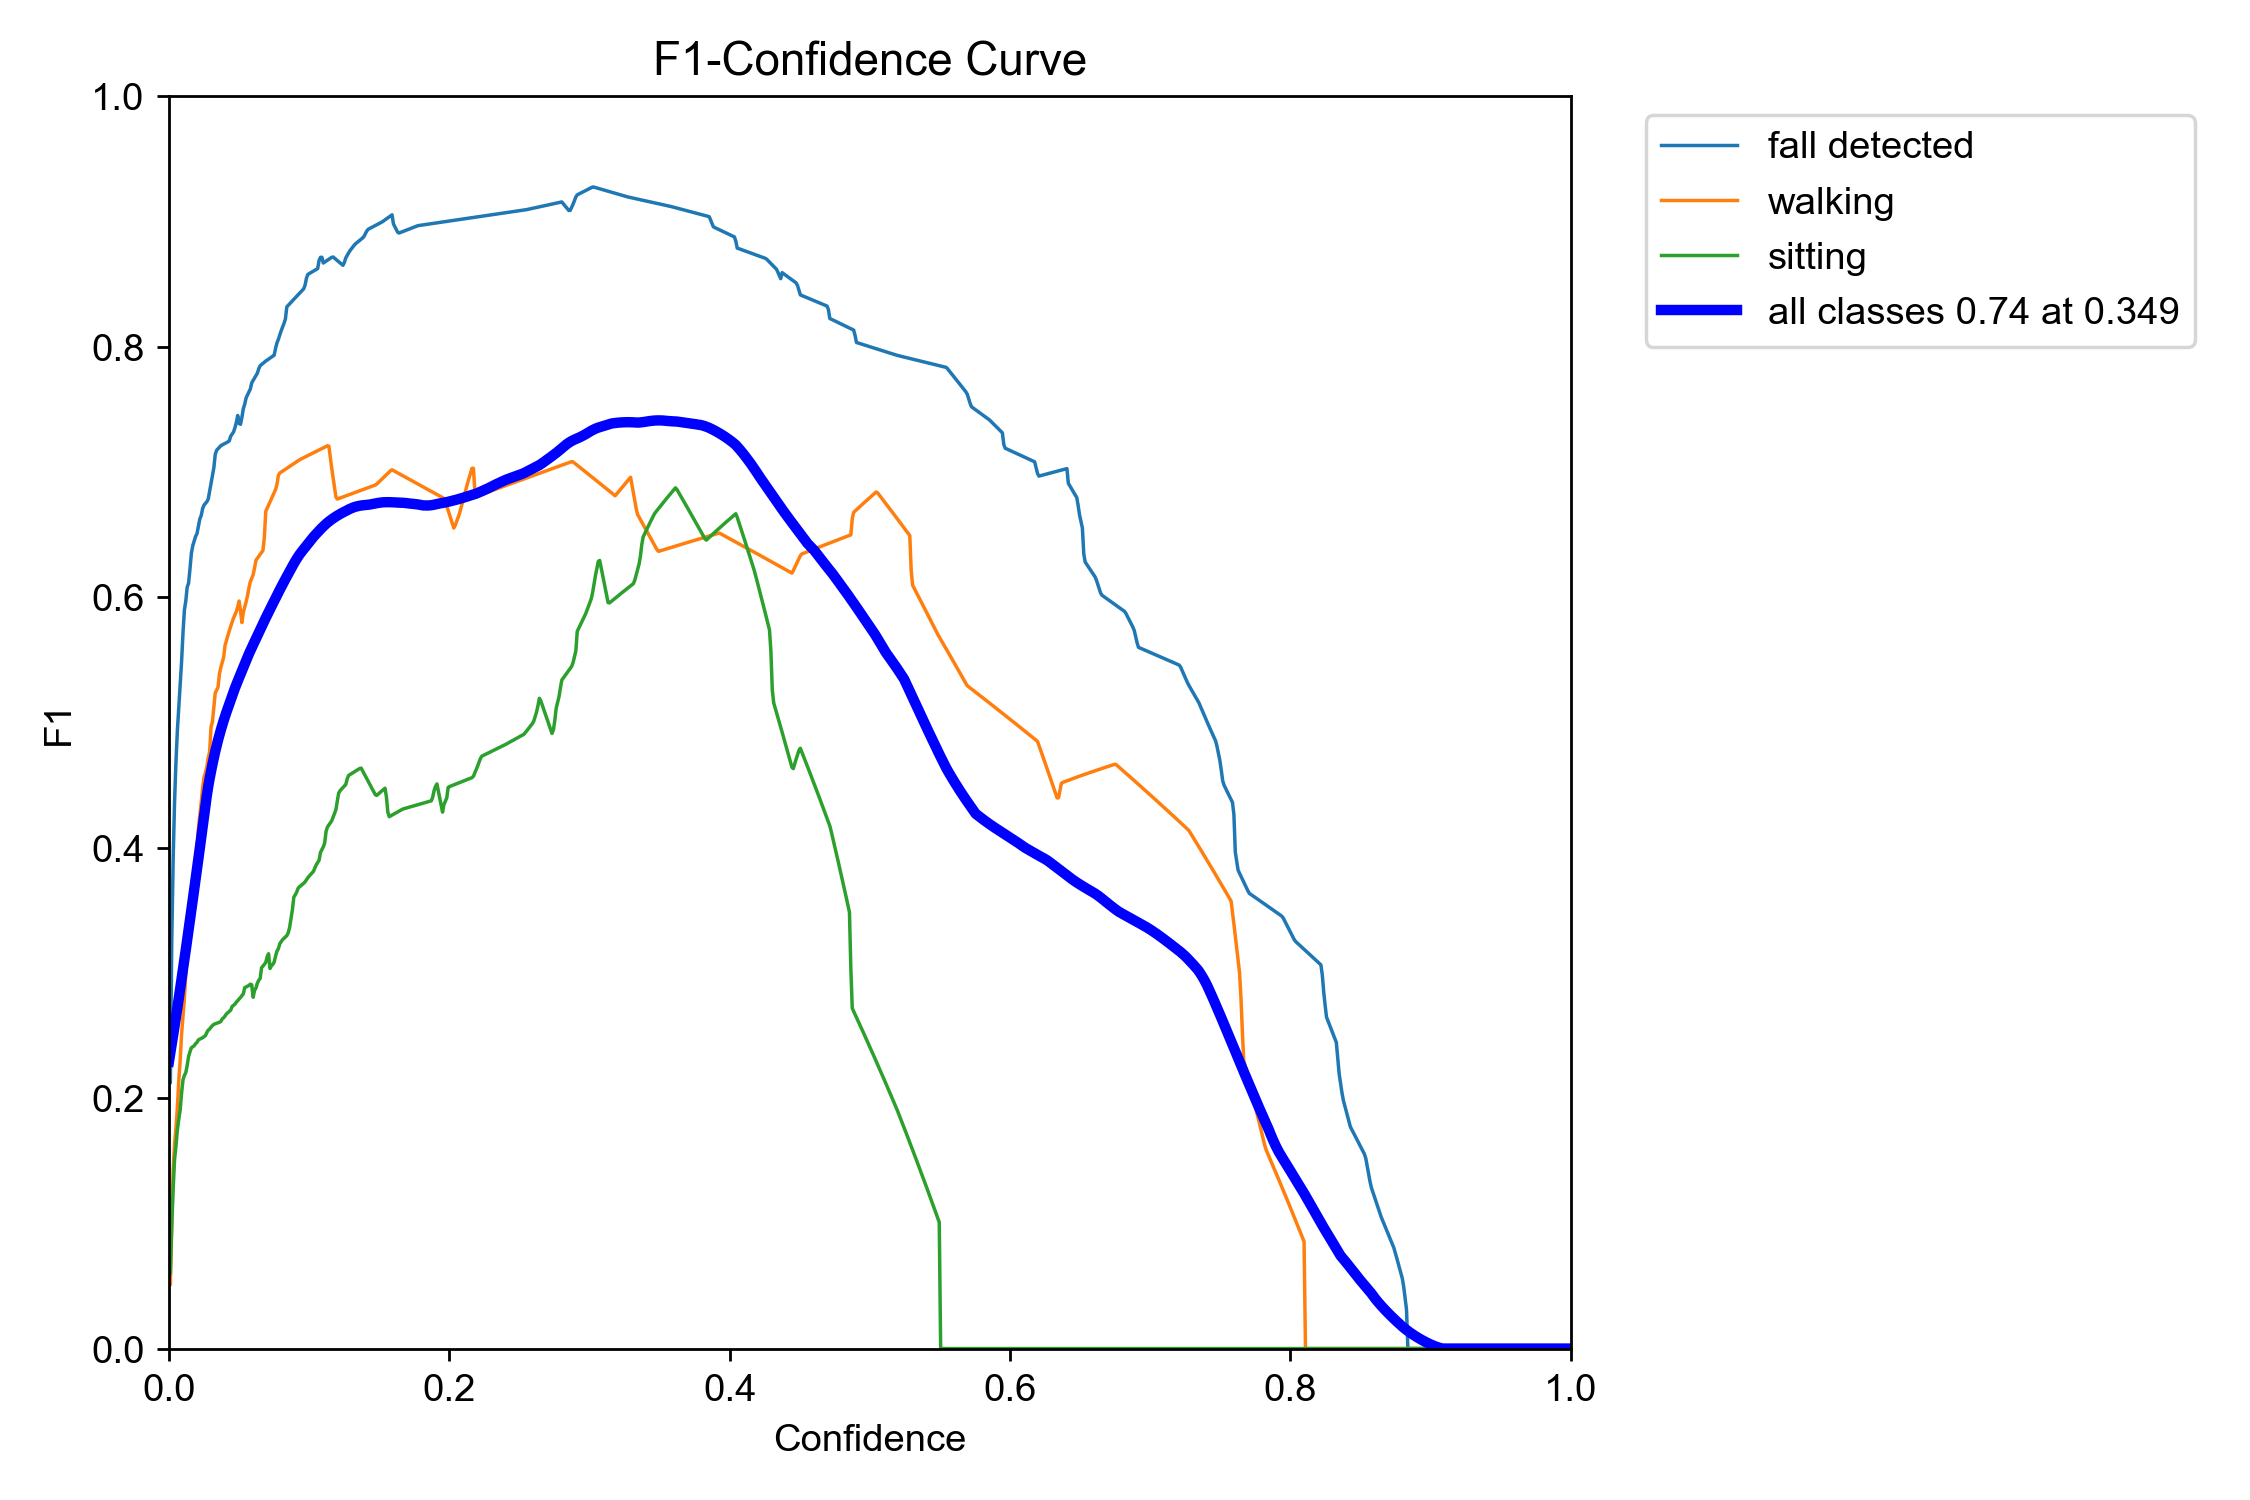 F1-Confidence Curve
1.0
0.8
0.6
0.4
0.2
0.0
F1
0.0 0.2 0.4 0.6 0.8 1.0
Confidence
fall detected
walking
sitting
all classes 0.74 at 0.349